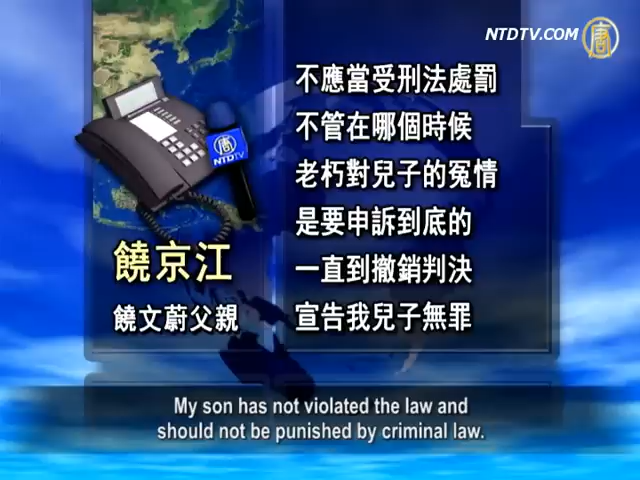 NTDTV.COM
唐
唐
NTDTV
不應當受刑法處罰
不管在哪個時候
老朽對兒子的冤情
是要申訴到底的
一直到撤銷判決
宣告我兒子無罪
饒京江
饒文蔚父親
My son has not violated the law and
should not be punished by criminal law.